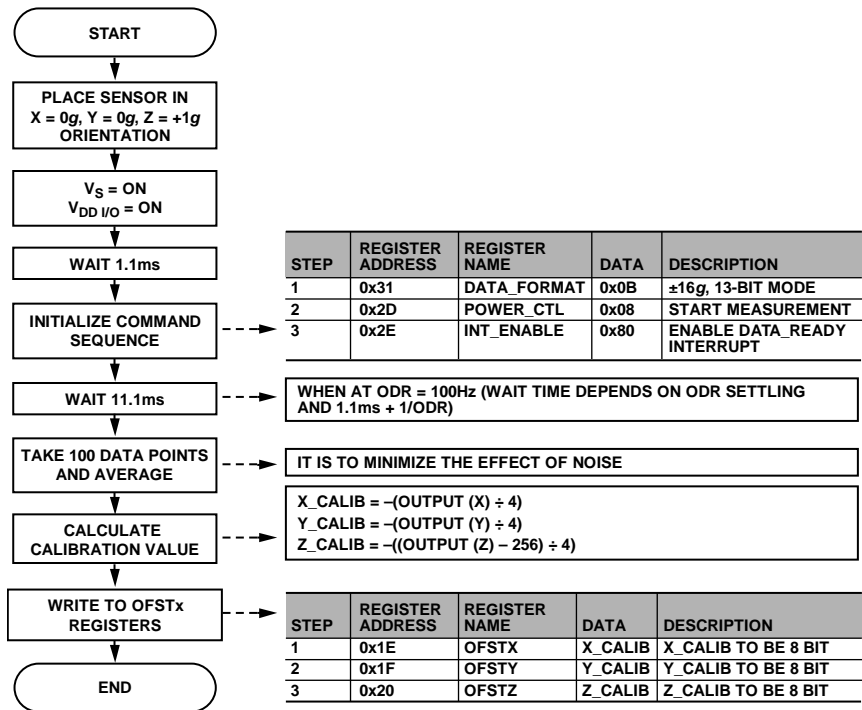 START
PLACE SENSOR IN
X = 0g, Y = 0g, Z = +1g
ORIENTATION
VS = ON
VDD I/O = ON
WAIT 1.1ms
INITIALIZE COMMAND
SEQUENCE
STEP REGISTER ADDRESS REGISTER NAME DATA DESCRIPTION
1 0x31 DATA_FORMAT 0x0B ±16g, 13-BIT MODE
2 0x2D POWER_CTL 0x08 START MEASUREMENT
3 0x2E INT_ENABLE 0x80 ENABLE DATA_READY
INTERRUPT
WAIT 11.1ms
WHEN AT ODR = 100Hz (WAIT TIME DEPENDS ON ODR SETTLING
AND 1.1ms + 1/ODR)
TAKE 100 DATA POINTS
AND AVERAGE
IT IS TO MINIMIZE THE EFFECT OF NOISE
CALCULATE
CALIBRATION VALUE
X_CALIB = –(OUTPUT (X) ÷ 4)
Y_CALIB = –(OUTPUT (Y) ÷ 4)
Z_CALIB = –((OUTPUT (Z) – 256) ÷ 4)
WRITE TO OFSTx
REGISTERS
STEP REGISTER ADDRESS REGISTER NAME DATA DESCRIPTION
1 0x1E OFSTX X_CALIB X_CALIB TO BE 8 BIT
2 0x1F OFSTY Y_CALIB Y_CALIB TO BE 8 BIT
3 0x20 OFSTZ Z_CALIB Z_CALIB TO BE 8 BIT
END